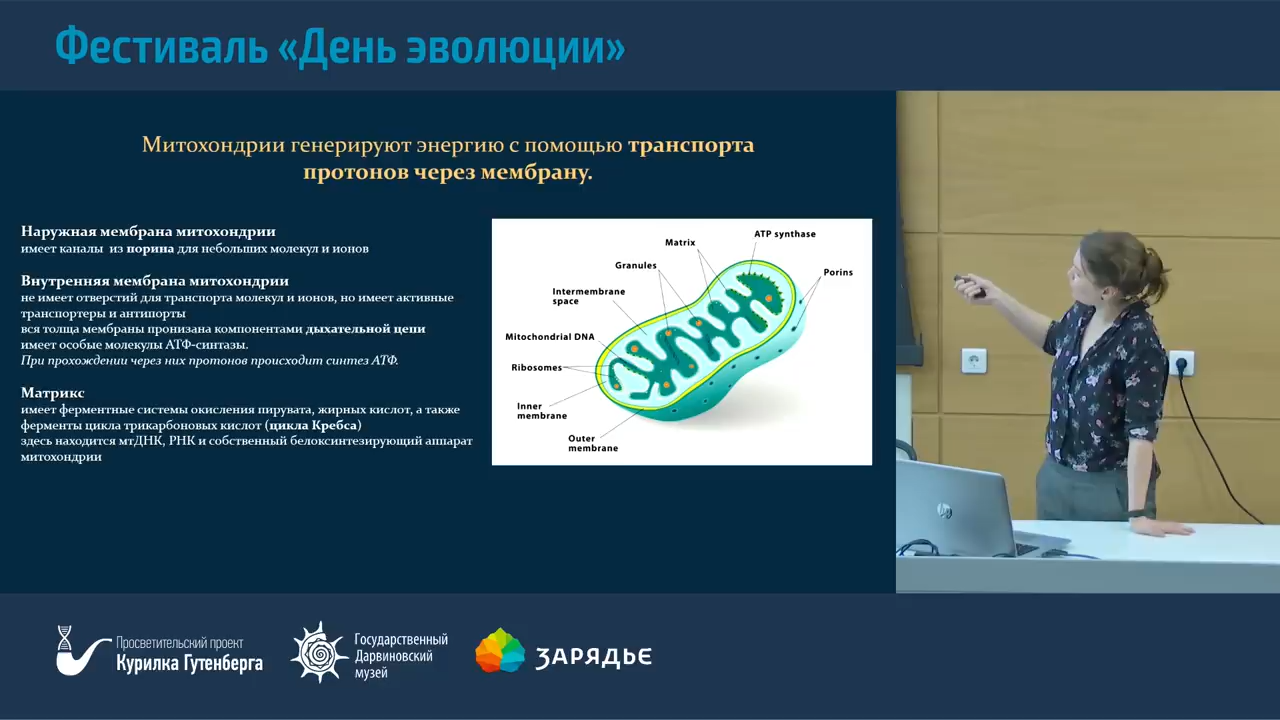 Фестиваль «День эволюции»
Митохондрии генерируют энергию с помощью транспорта
протонов через мембрану.
Наружная мембрана митохондрии
имеет каналы из порина для небольших молекул и ионов
Внутренняя мембрана митохондрии
не имеет отверстий для транспорта молекул и ионов, но имеет активные
транспортеры и антипорты
вся толща мембраны пронизана компонентами дыхательной цепи
имеет особые молекулы АТФ-синтазы.
При прохождении через них протонов происходит синтез АТФ.
Матрикс
имеет ферментные системы окисления пирувата, жирных кислот, а также
ферменты цикла трикарбоновых кислот (цикла Кребса)
здесь находится мтДНК, РНК и собственный белоксинтезирующий аппарат
митохондрии
ATP synthase
Matrix
Granules
Porins
Intermembrane
space
Mitochondrial DNA
Ribosomes
Inner
membrane
Outer
membrane
hp
Просветительский проект
Курилка Гутенберга
Государственный
Дарвиновский
музей
ЗАРЯДЬЕ